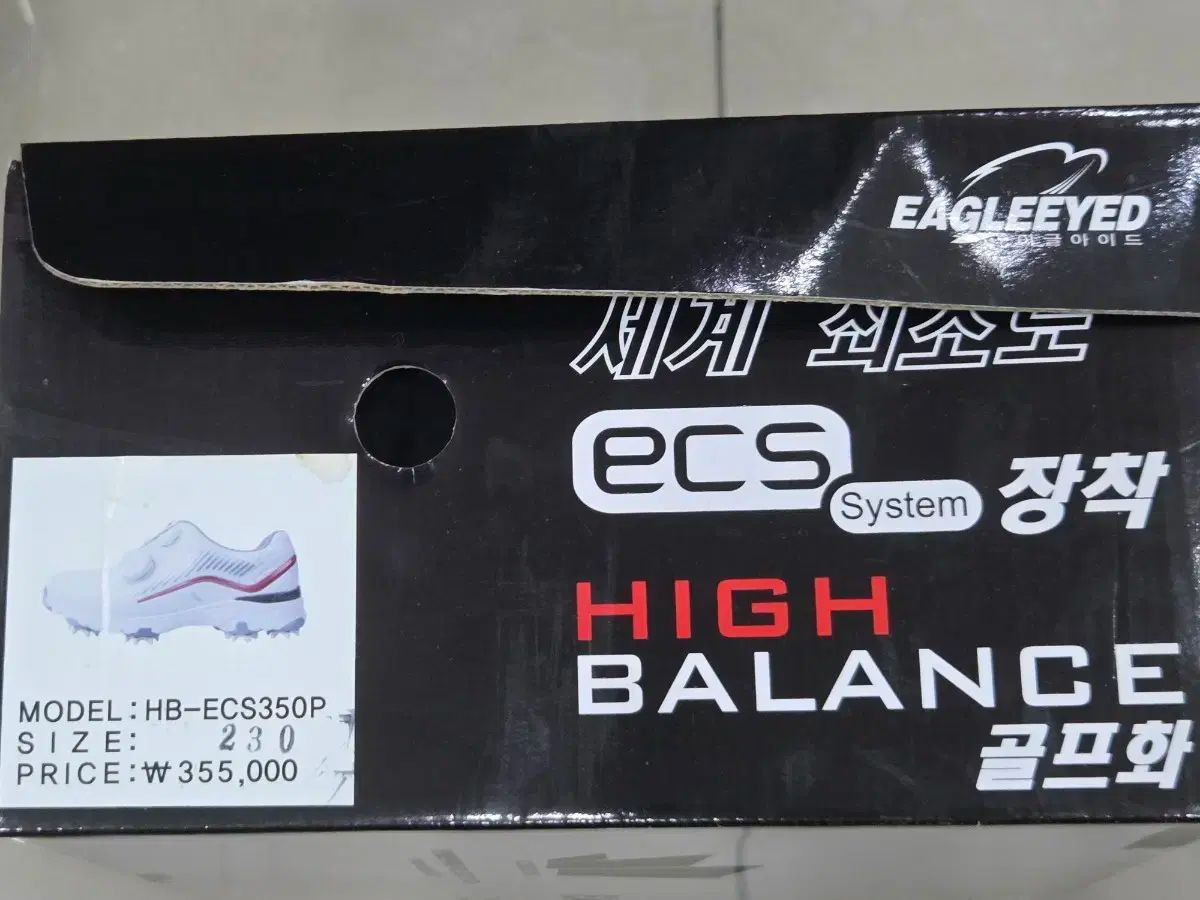 EAGLEEYED
이글아이드
세계 최초로
ecs
System 장착
HIGH
BALANCE
골프화
MODEL:HB-ECS350P
SIZE: 230
PRICE:₩355,000